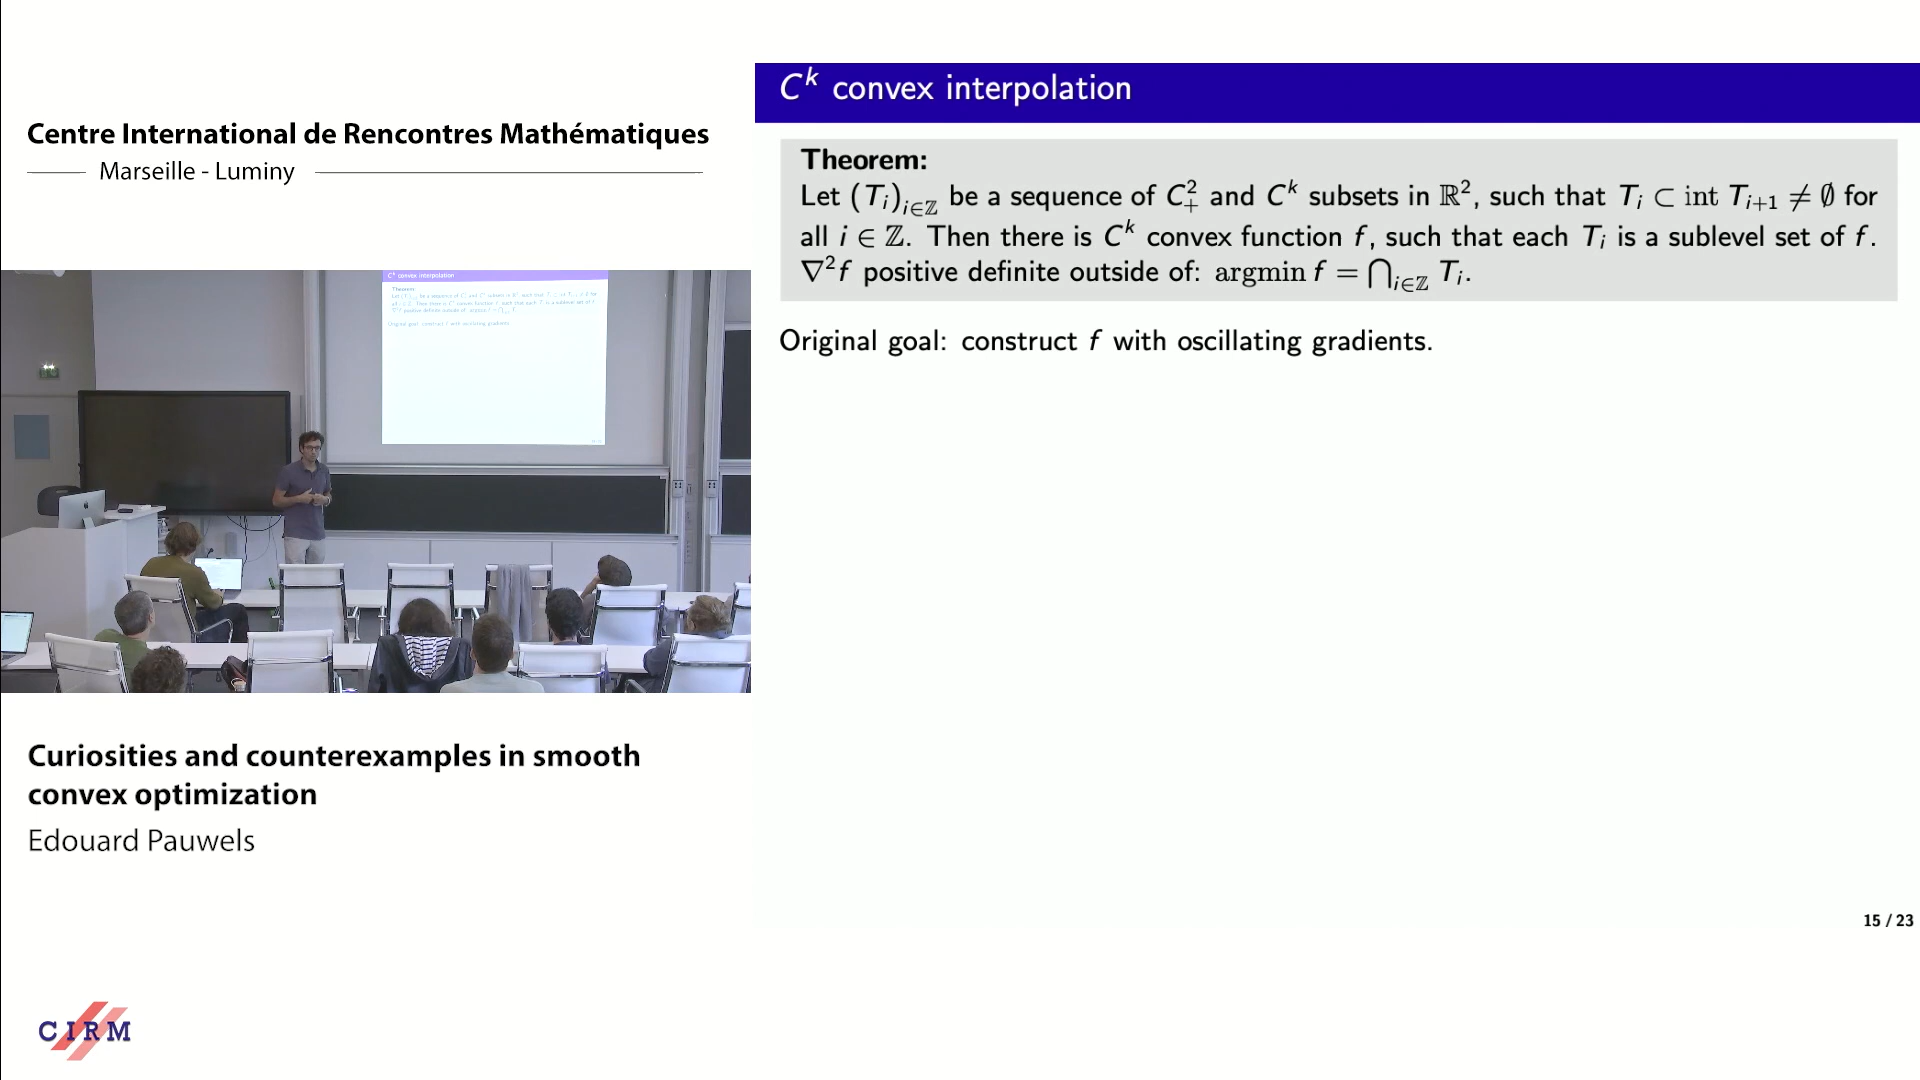 Centre International de Rencontres Mathématiques
Marseille - Luminy
Curiosities and counterexamples in smooth
convex optimization
Edouard Pauwels
CIRM
C^k convex interpolation
Theorem:
Let (T_i)_{i∈ℤ} be a sequence of C^2_+ and C^k subsets in ℝ^2, such that T_i ⊂ int T_{i+1} ≠ ∅ for
all i ∈ ℤ. Then there is C^k convex function f, such that each T_i is a sublevel set of f.
∇^2 f positive definite outside of: argmin f = ⋂_{i∈ℤ} T_i.
Original goal: construct f with oscillating gradients.
15 / 23